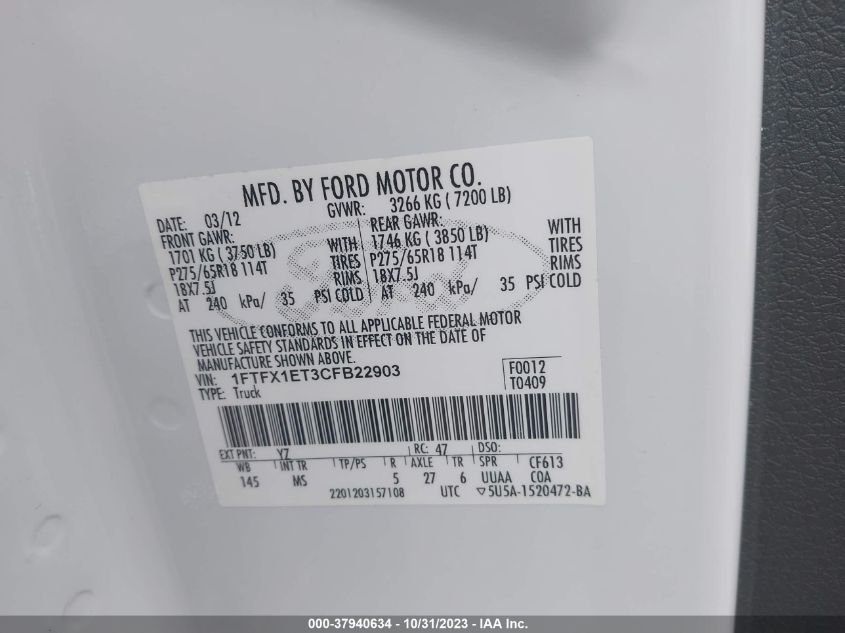 MFD. BY FORD MOTOR CO.
DATE: 03/12 GVWR: 3266 KG ( 7200 LB)
FRONT GAWR: REAR GAWR:
1701 KG ( 3750 LB) WITH 1746 KG ( 3850 LB) WITH
P275/65R18 114T TIRES P275/65R18 114T TIRES
18X7.5J RIMS 18X7.5J RIMS
AT 240 kPa/ 35 PSI COLD AT 240 kPa/ 35 PSI COLD
THIS VEHICLE CONFORMS TO ALL APPLICABLE FEDERAL MOTOR
VEHICLE SAFETY STANDARDS IN EFFECT ON THE DATE OF
MANUFACTURE SHOWN ABOVE.
VIN: 1FTFX1ET3CFB22903 F0012
TYPE: Truck T0409
EXT PNT: YZ RC: 47 DSO:
WB INT TR TP/PS R AXLE TR SPR CF613
145 MS 5 27 6 UUAA COA
2201203157108 UTC ▽5U5A-1520472-BA
000-37940634 - 10/31/2023 - IAA Inc.